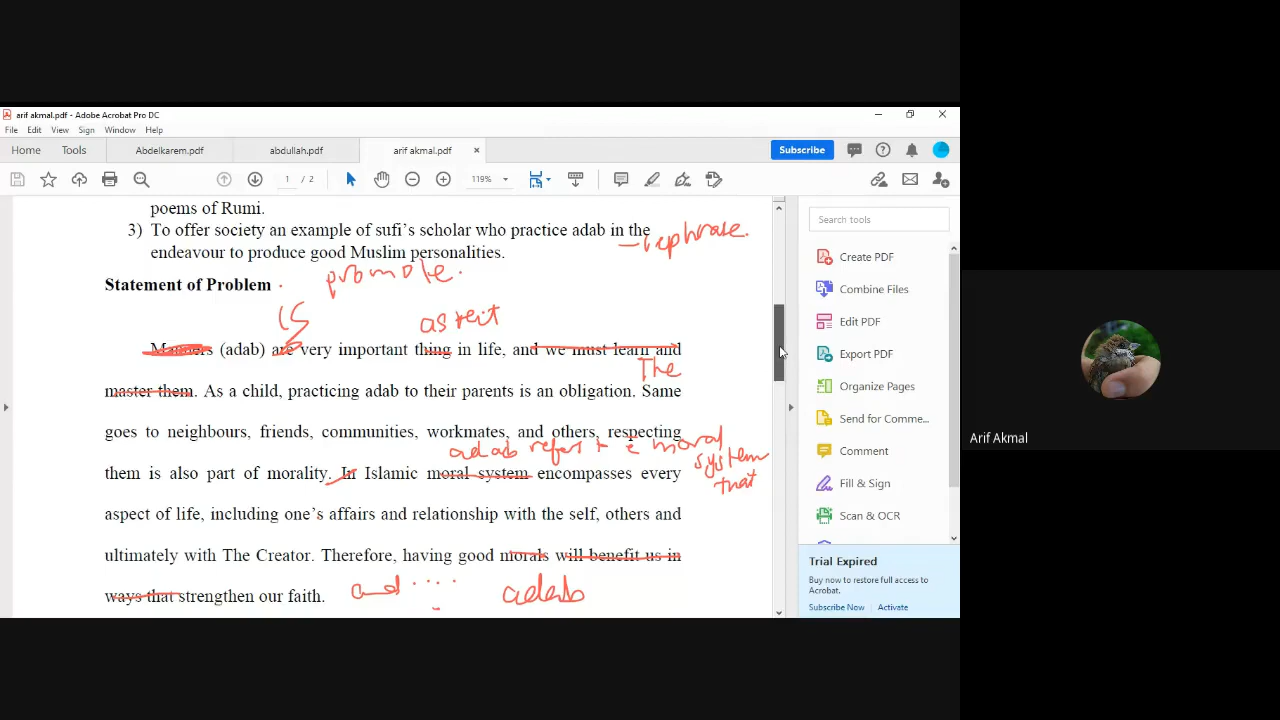 arif akmal.pdf - Adobe Acrobat Pro DC
File Edit View Sign Window Help
Home Tools Abdelkarem.pdf abdullah.pdf arif akmal.pdf × Subscribe
1 / 2 119%
poems of Rumi.
3) To offer society an example of sufi's scholar who practice adab in the
– rephrase.
endeavour to produce good Muslim personalities.
promote.
Statement of Problem
is
Manners (adab) are very important thing in life, and we must learn and
The
master them. As a child, practicing adab to their parents is an obligation. Same
goes to neighbours, friends, communities, workmates, and others, respecting
adab refers to moral
system
that
them is also part of morality. In Islamic moral system encompasses every
aspect of life, including one's affairs and relationship with the self, others and
ultimately with The Creator. Therefore, having good morals will benefit us in
and ....
adab
ways that strengthen our faith.
Search tools
Create PDF
Combine Files
Edit PDF
Export PDF
Organize Pages
Send for Comme...
Comment
Fill & Sign
Scan & OCR
Trial Expired
Buy now to restore full access to
Acrobat.
Subscribe Now Activate
Arif Akmal